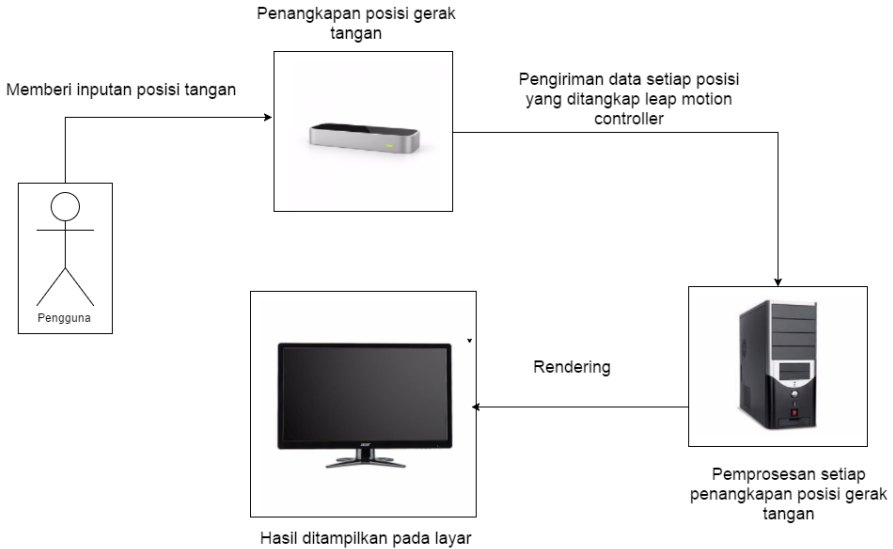 Penangkapan posisi gerak
tangan
Memberi inputan posisi tangan
Pengiriman data setiap posisi
yang ditangkap leap motion
controller
Pengguna
Rendering
acer
Pemprosesan setiap
penangkapan posisi gerak
tangan
Hasil ditampilkan pada layar